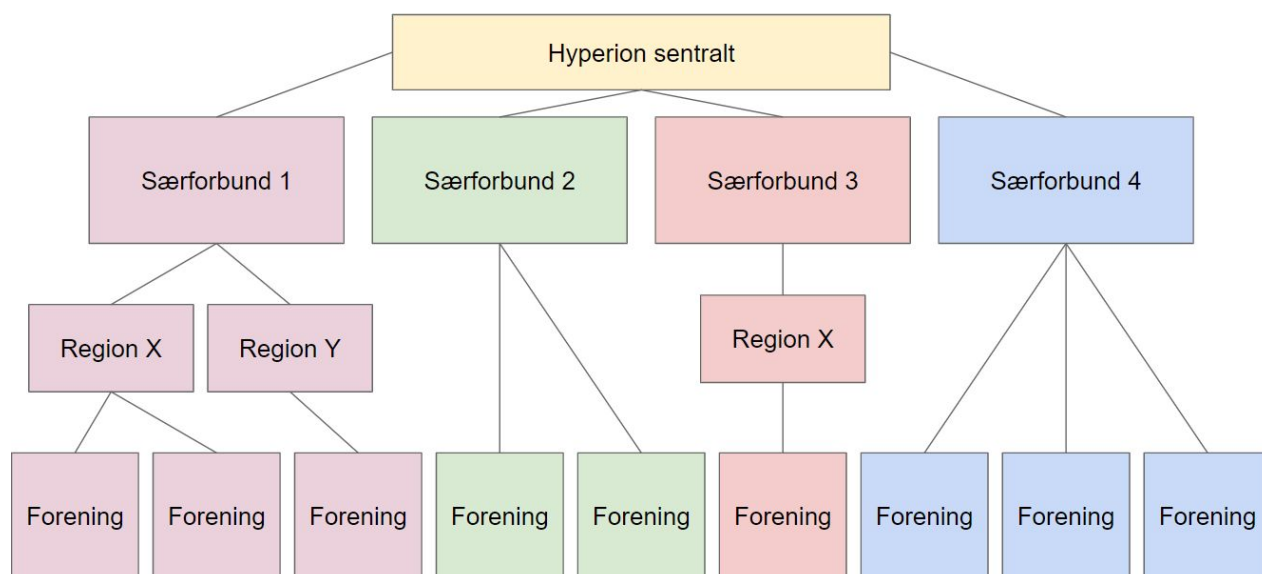 Hyperion sentralt
Særforbund 1
Særforbund 2
Særforbund 3
Særforbund 4
Region X
Region Y
Region X
Forening
Forening
Forening
Forening
Forening
Forening
Forening
Forening
Forening